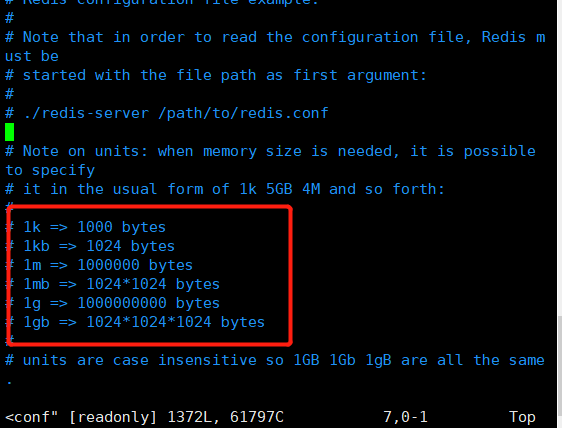 # Redis configuration file example.
#
# Note that in order to read the configuration file, Redis m
ust be
# started with the file path as first argument:
#
# ./redis-server /path/to/redis.conf

# Note on units: when memory size is needed, it is possible
to specify
# it in the usual form of 1k 5GB 4M and so forth:
#
# 1k => 1000 bytes
# 1kb => 1024 bytes
# 1m => 1000000 bytes
# 1mb => 1024*1024 bytes
# 1g => 1000000000 bytes
# 1gb => 1024*1024*1024 bytes
#
# units are case insensitive so 1GB 1Gb 1gB are all the same
.
<conf" [readonly] 1372L, 61797C 7,0-1 Top